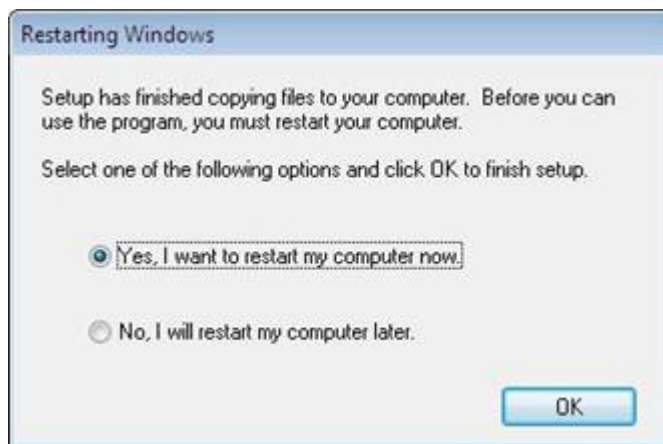 Restarting Windows
Setup has finished copying files to your computer.  Before you can
use the program, you must restart your computer.
Select one of the following options and click OK to finish setup.
Yes, I want to restart my computer now.
No, I will restart my computer later.
OK